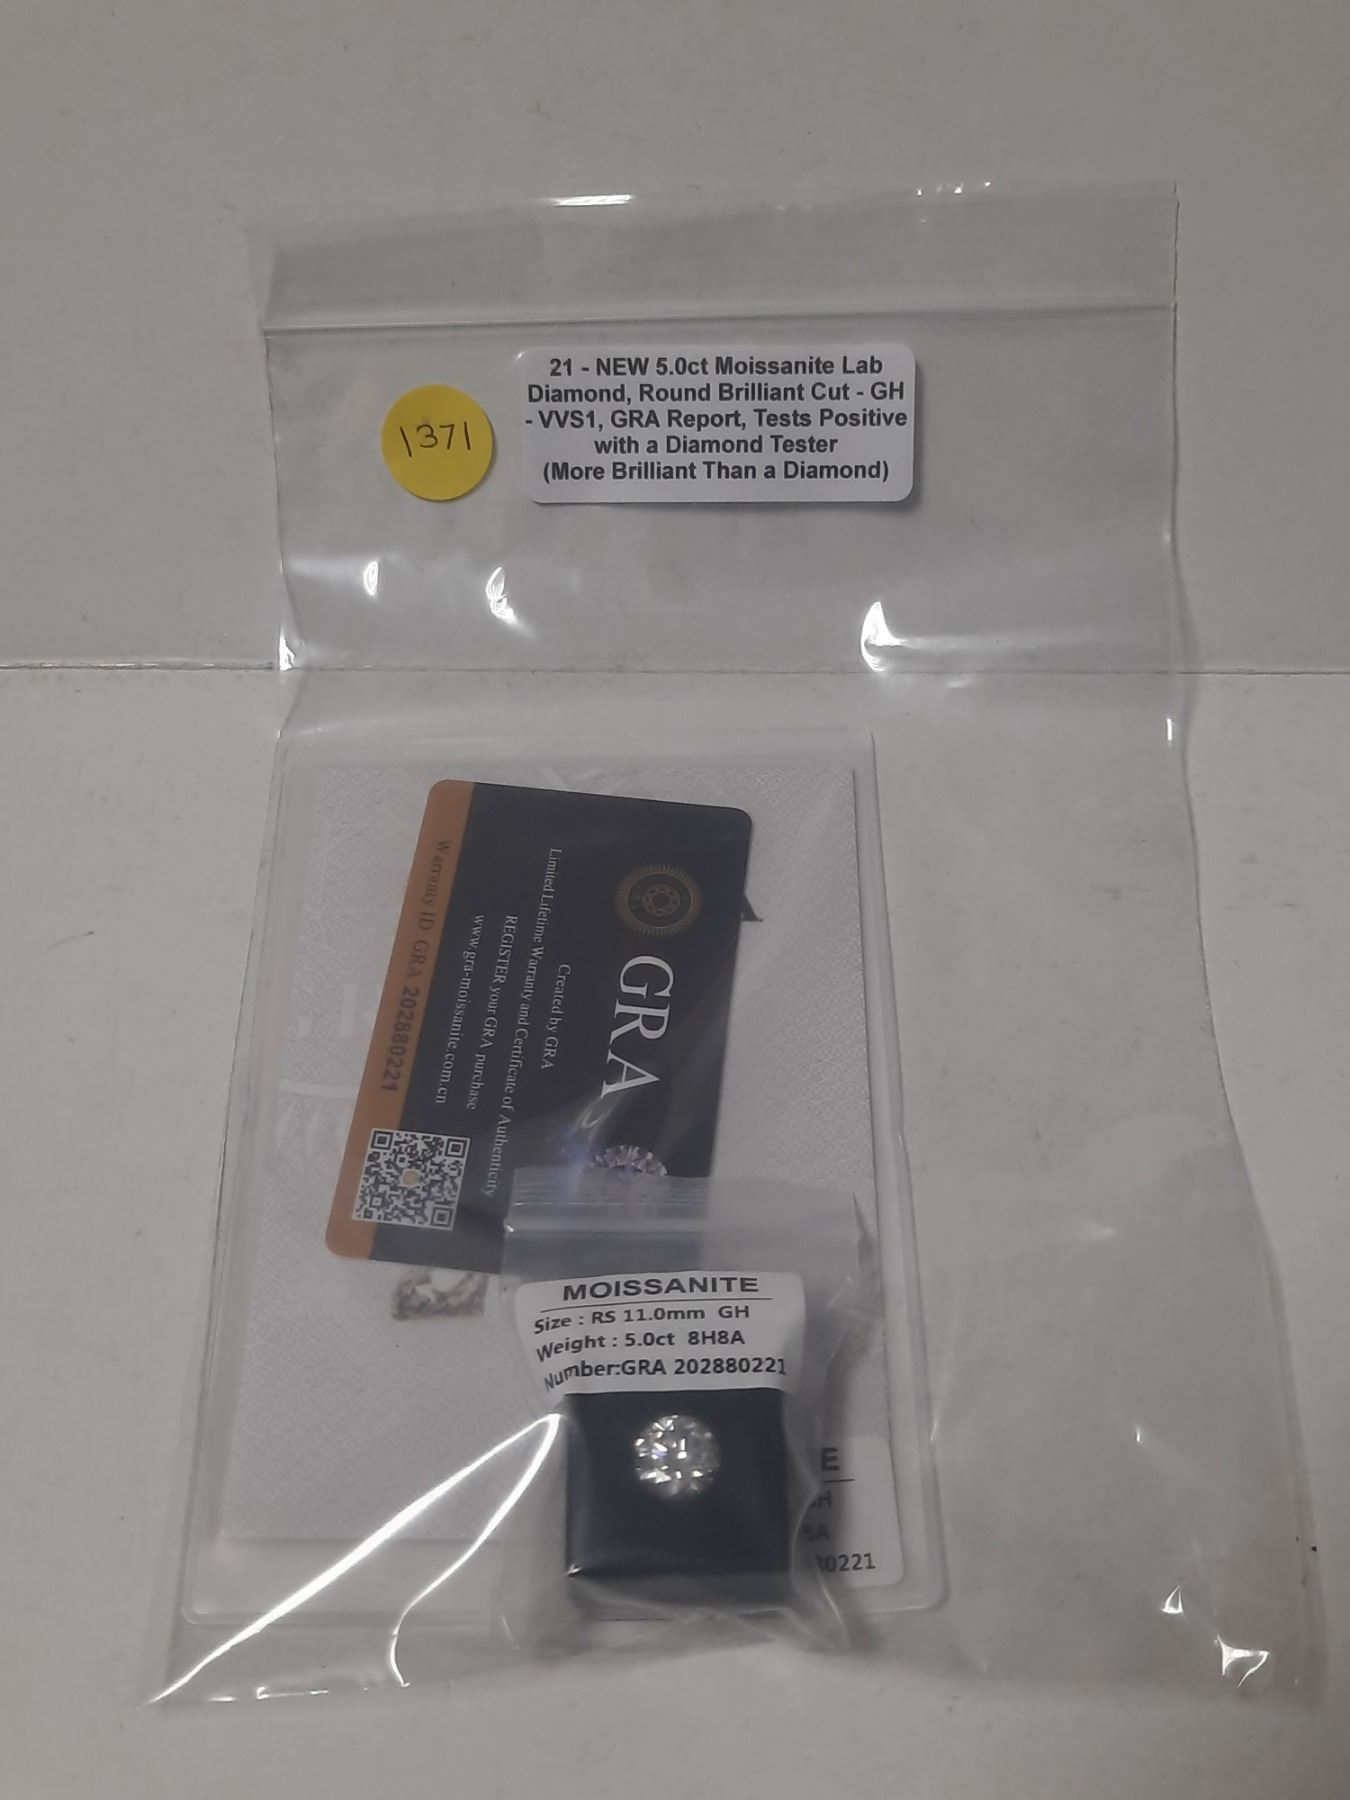 1371
21 - NEW 5.0ct Moissanite Lab
Diamond, Round Brilliant Cut - GH
- VVS1, GRA Report, Tests Positive
with a Diamond Tester
(More Brilliant Than a Diamond)
GRA
Created by GRA
Limited Lifetime Warranty and Certificate of Authenticity
REGISTER your GRA purchase
www.gra-moissanite.com.cn
Warranty ID GRA 202880221
MOISSANITE
Size : RS 11.0mm GH
Weight : 5.0ct 8H8A
Number:GRA 202880221
E
8A
80221